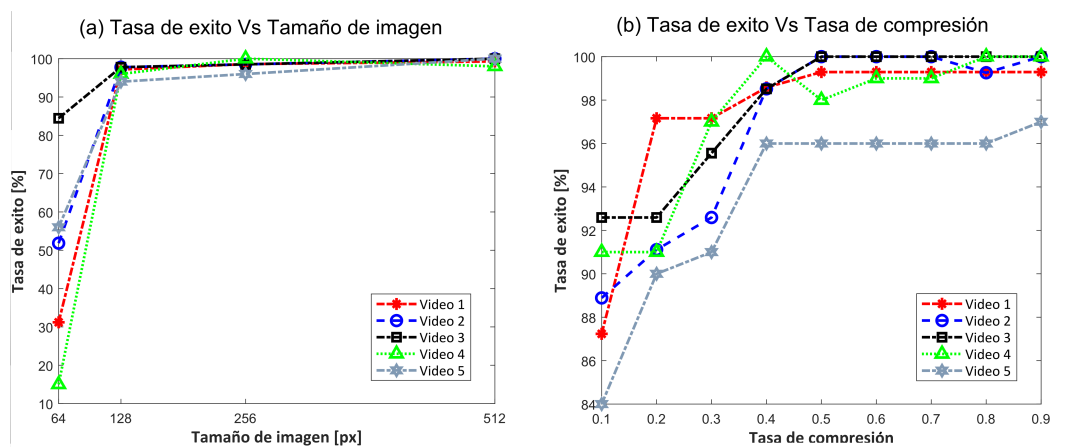 (a) Tasa de exito Vs Tamaño de imagen
100
90
80
70
60
50
40
30
20
10
64
128
256
512
Tasa de exito [%]
Tamaño de imagen [px]
Video 1
Video 2
Video 3
Video 4
Video 5
(b) Tasa de exito Vs Tasa de compresión
100
98
96
94
92
90
88
86
84
0.1
0.2
0.3
0.4
0.5
0.6
0.7
0.8
0.9
Tasa de exito [%]
Tasa de compresión
Video 1
Video 2
Video 3
Video 4
Video 5